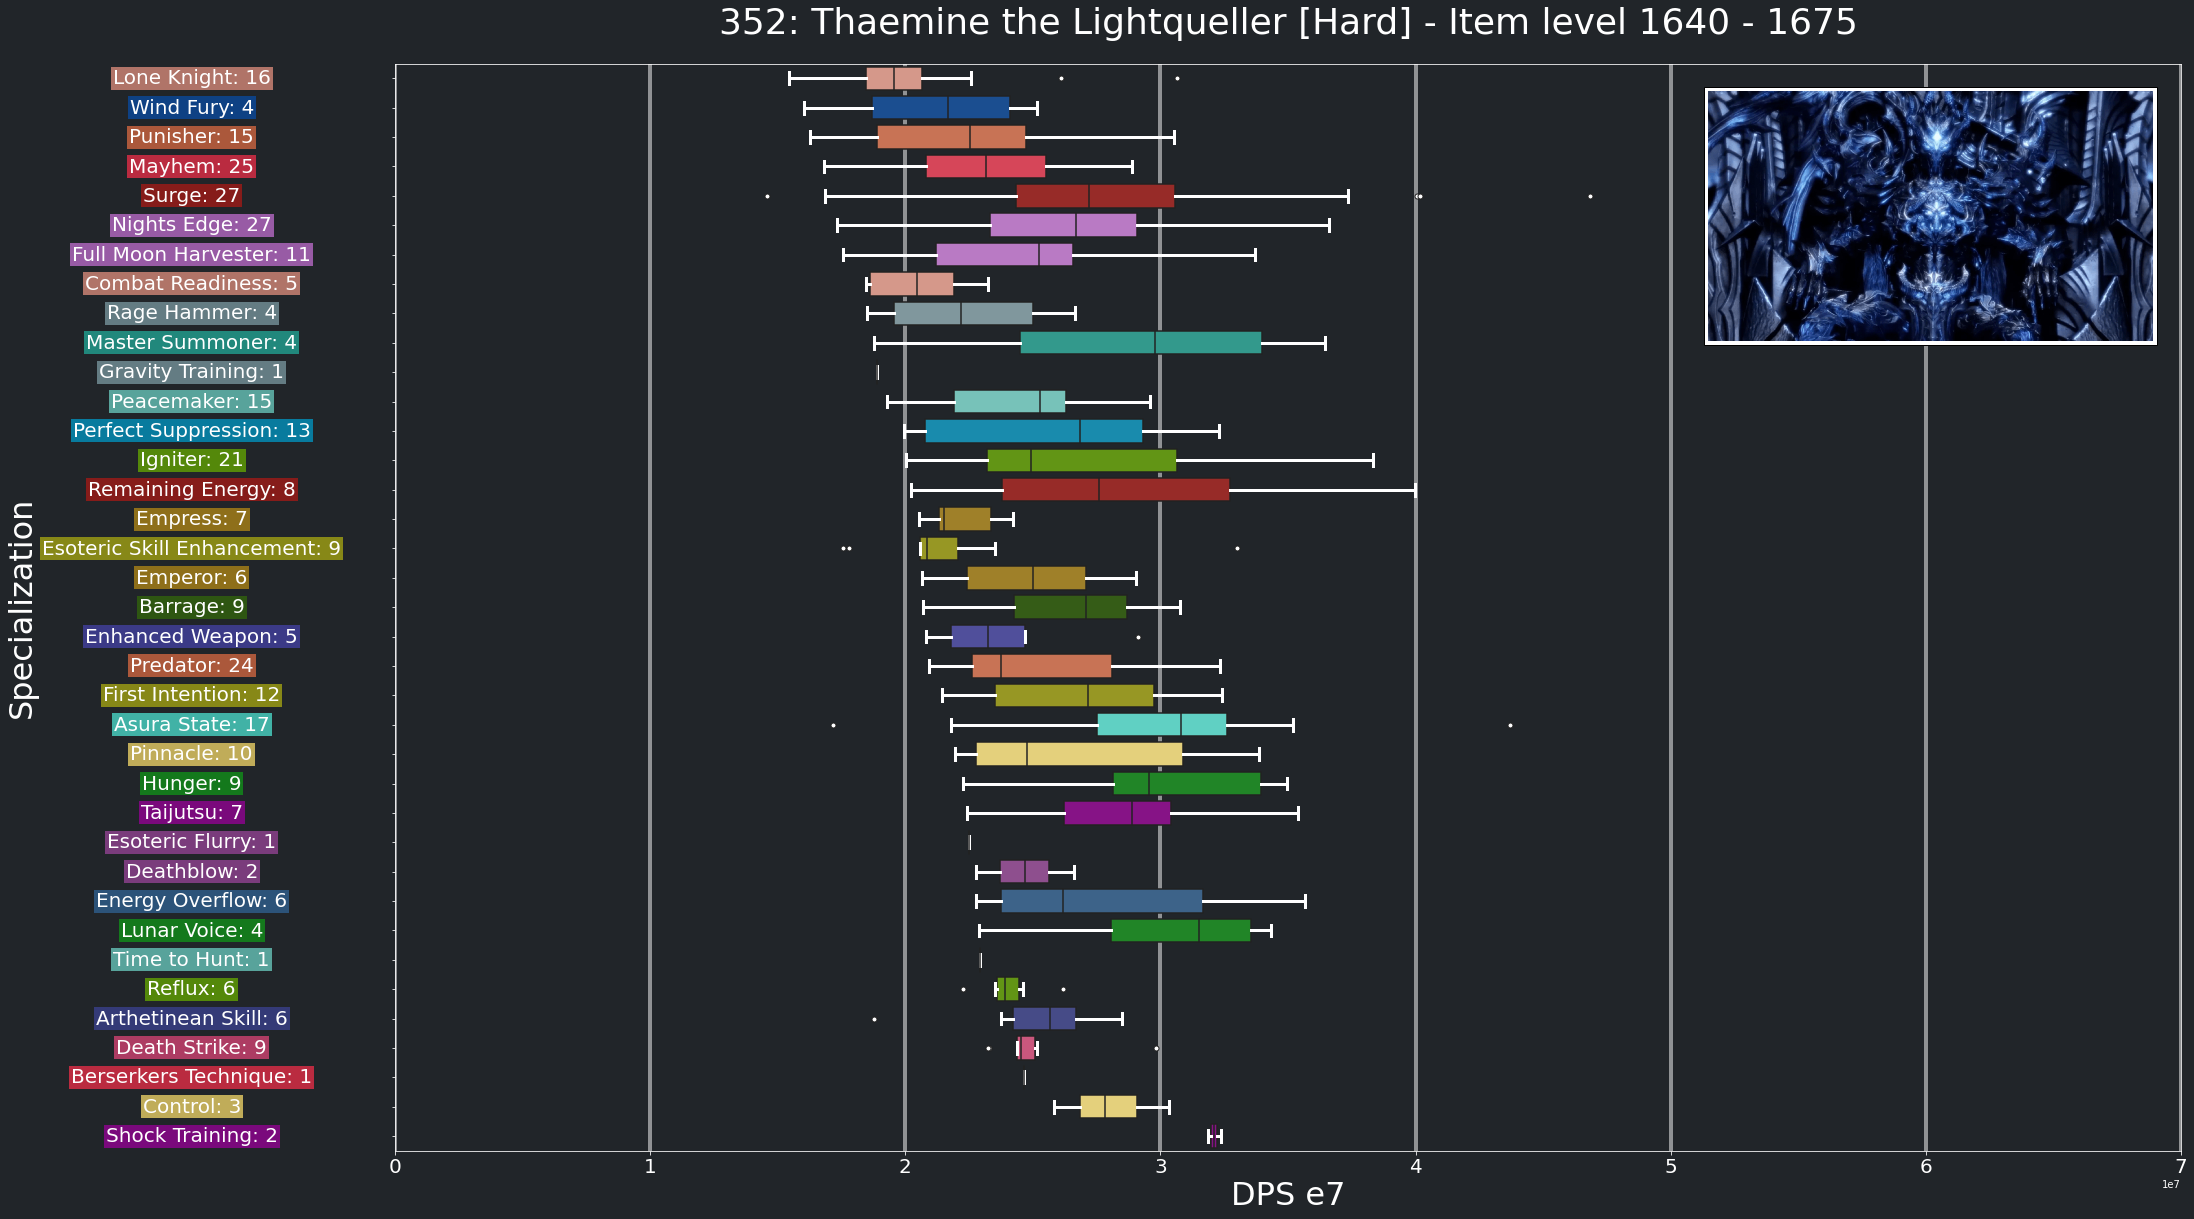 352: Thaemine the Lightqueller [Hard] - Item level 1640 - 1675
Lone Knight: 16
Wind Fury: 4
Punisher: 15
Mayhem: 25
Surge: 27
Nights Edge: 27
Full Moon Harvester: 11
Combat Readiness: 5
Rage Hammer: 4
Master Summoner: 4
Gravity Training: 1
Peacemaker: 15
Perfect Suppression: 13
Igniter: 21
Remaining Energy: 8
Empress: 7
Esoteric Skill Enhancement: 9
Emperor: 6
Barrage: 9
Enhanced Weapon: 5
Predator: 24
First Intention: 12
Asura State: 17
Pinnacle: 10
Hunger: 9
Taijutsu: 7
Esoteric Flurry: 1
Deathblow: 2
Energy Overflow: 6
Lunar Voice: 4
Time to Hunt: 1
Reflux: 6
Arthetinean Skill: 6
Death Strike: 9
Berserkers Technique: 1
Control: 3
Shock Training: 2
Specialization
0 1 2 3 4 5 6 7
1e7
DPS e7